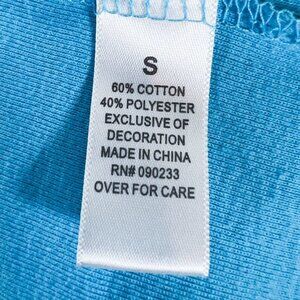 S
60% COTTON
40% POLYESTER
EXCLUSIVE OF
DECORATION
MADE IN CHINA
RN# 090233
OVER FOR CARE